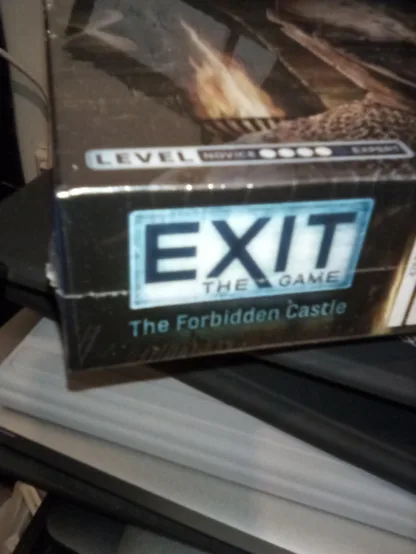 LEVEL NOVICE EXPERT
EXIT
THE GAME
The Forbidden Castle